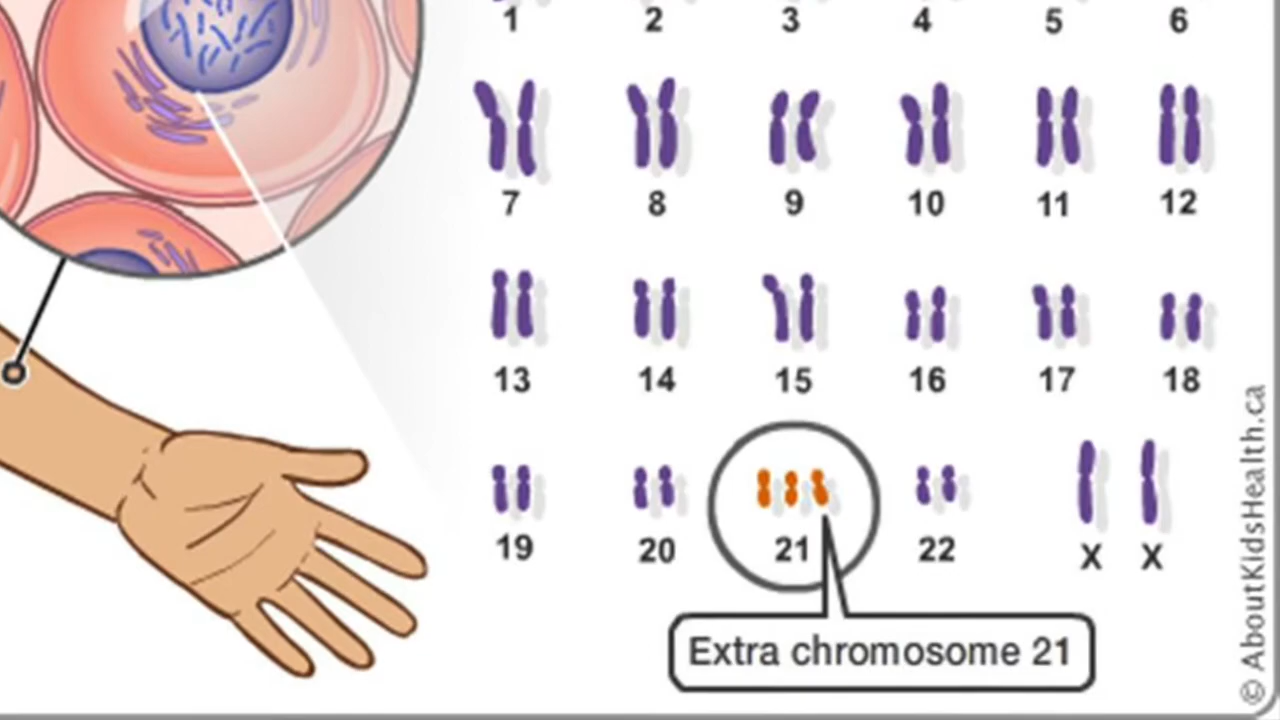 1 2 3 4 5 6
7 8 9 10 11 12
13 14 15 16 17 18
19 20 21 22 X X
Extra chromosome 21
© AboutKidsHealth.ca